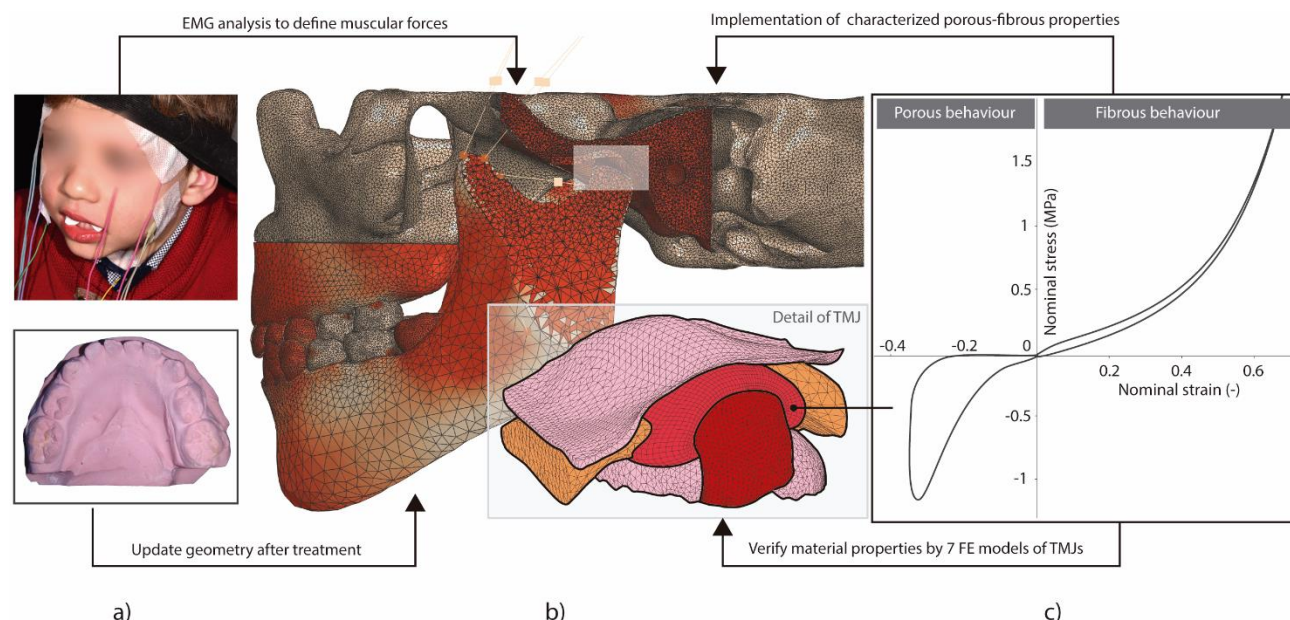 EMG analysis to define muscular forces
Implementation of characterized porous-fibrous properties
Porous behaviour
Fibrous behaviour
1.5
1
0.5
0
-0.4
-0.2
0.2
0.4
0.6
-0.5
-1
Nominal stress (MPa)
Nominal strain (-)
Detail of TMJ
Update geometry after treatment
Verify material properties by 7 FE models of TMJs
a)
b)
c)